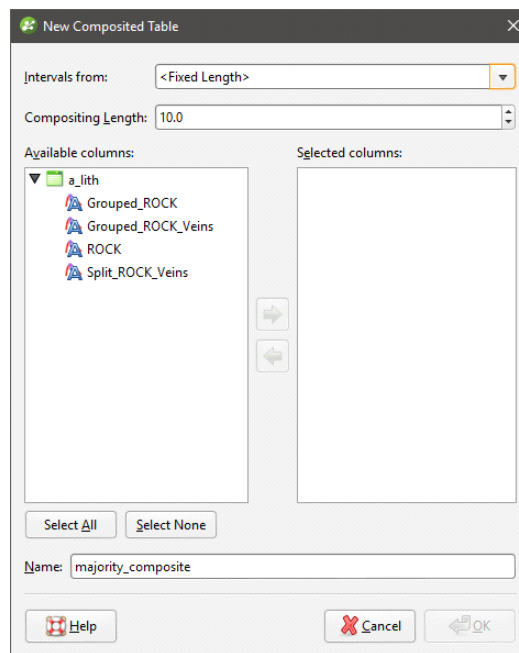 New Composited Table
Intervals from: <Fixed Length>
Compositing Length: 10.0
Available columns: Selected columns:
a_lith
Grouped_ROCK
Grouped_ROCK_Veins
ROCK
Split_ROCK_Veins
Select All Select None
Name: majority_composite
Help Cancel OK